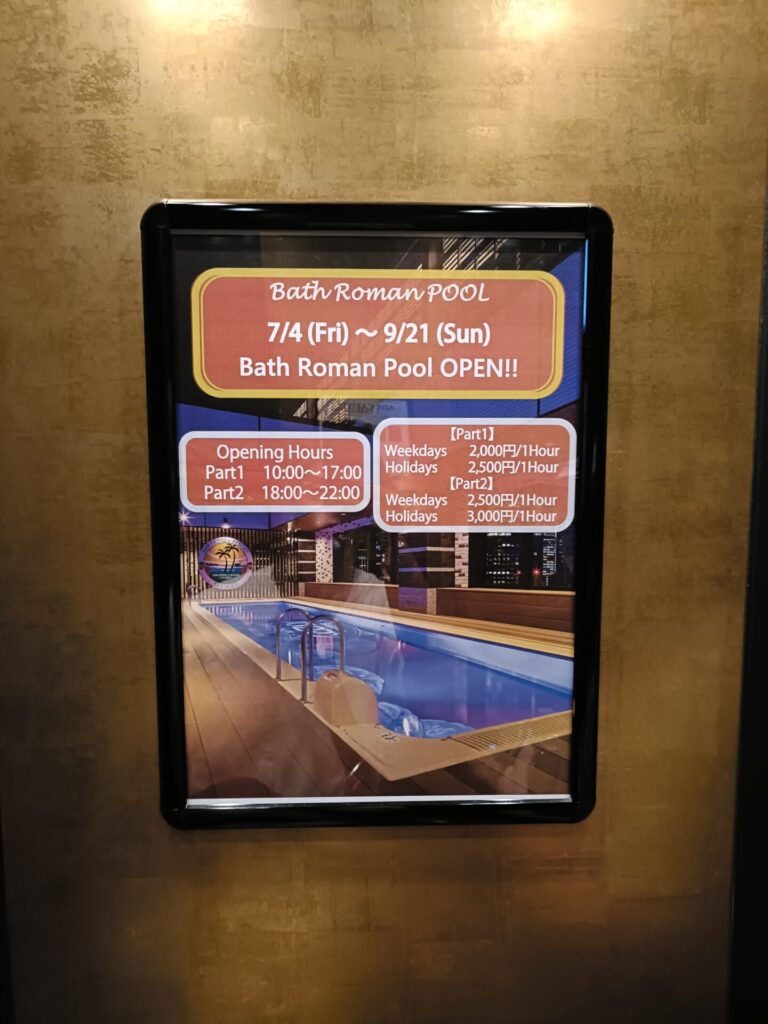 Bath Roman POOL
7/4 (Fri) ～ 9/21 (Sun)
Bath Roman Pool OPEN!!
Opening Hours
Part1 10:00～17:00
Part2 18:00～22:00
【Part1】
Weekdays 2,000円/1Hour
Holidays 2,500円/1Hour
【Part2】
Weekdays 2,500円/1Hour
Holidays 3,000円/1Hour